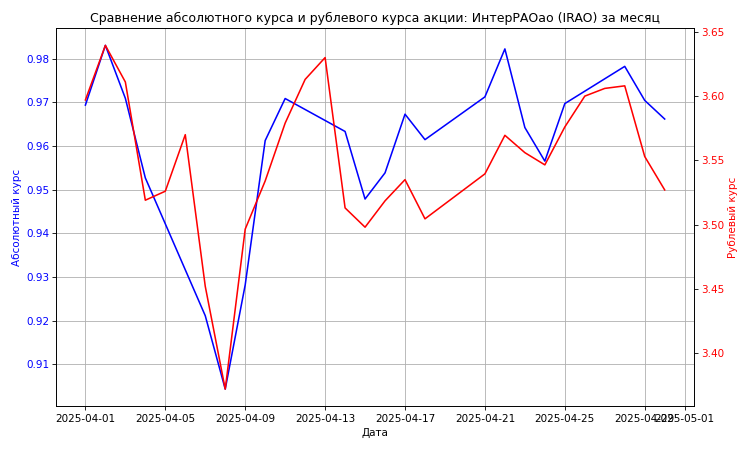 Сравнение абсолютного курса и рублевого курса акции: ИнтерРАОао (IRAO) за месяц
Абсолютный курс
0.98
0.97
0.96
0.95
0.94
0.93
0.92
0.91
3.65
3.60
3.55
3.50
3.45
3.40
Рублевый курс
2025-04-01 2025-04-05 2025-04-09 2025-04-13 2025-04-17 2025-04-21 2025-04-25 2025-04-29 2025-05-01
Дата